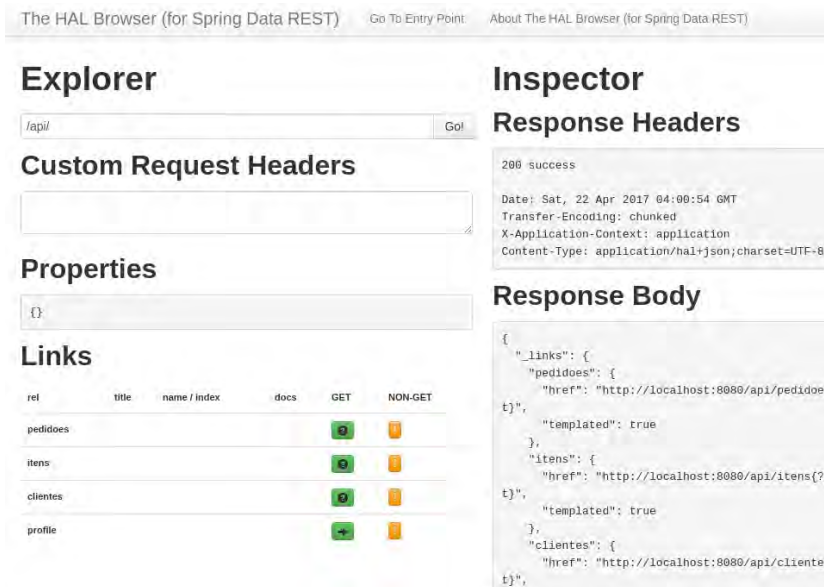 The HAL Browser (for Spring Data REST) Go To Entry Point About The HAL Browser (for Spring Data REST)
Explorer
/api/ Go!
Custom Request Headers
Properties
{}
Links
rel title name / index docs GET NON-GET
pedidoes
itens
clientes
profile
Inspector
Response Headers
200 success
Date: Sat, 22 Apr 2017 04:00:54 GMT
Transfer-Encoding: chunked
X-Application-Context: application
Content-Type: application/hal+json;charset=UTF-8
Response Body
{
"_links": {
"pedidoes": {
"href": "http://localhost:8080/api/pedidoe
t}",
"templated": true
},
"itens": {
"href": "http://localhost:8080/api/itens{?
t}",
"templated": true
},
"clientes": {
"href": "http://localhost:8080/api/cliente
t}",